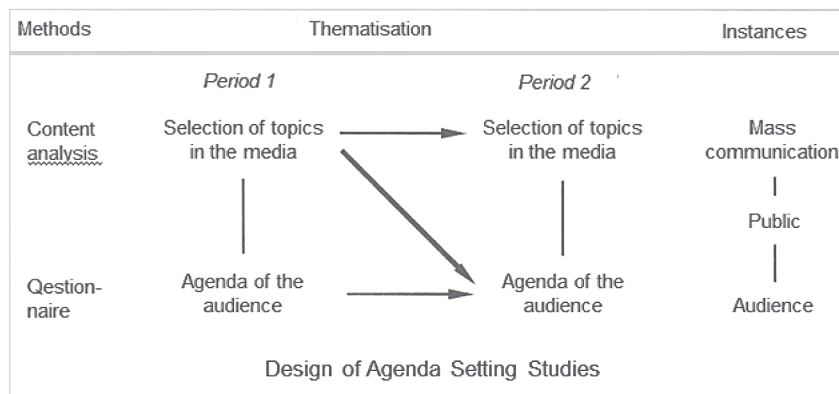 Methods Thematisation Instances
Period 1 Period 2
Content Selection of topics Selection of topics Mass
analysis in the media in the media communication
Public
Qestion- Agenda of the Agenda of the Audience
naire audience audience
Design of Agenda Setting Studies